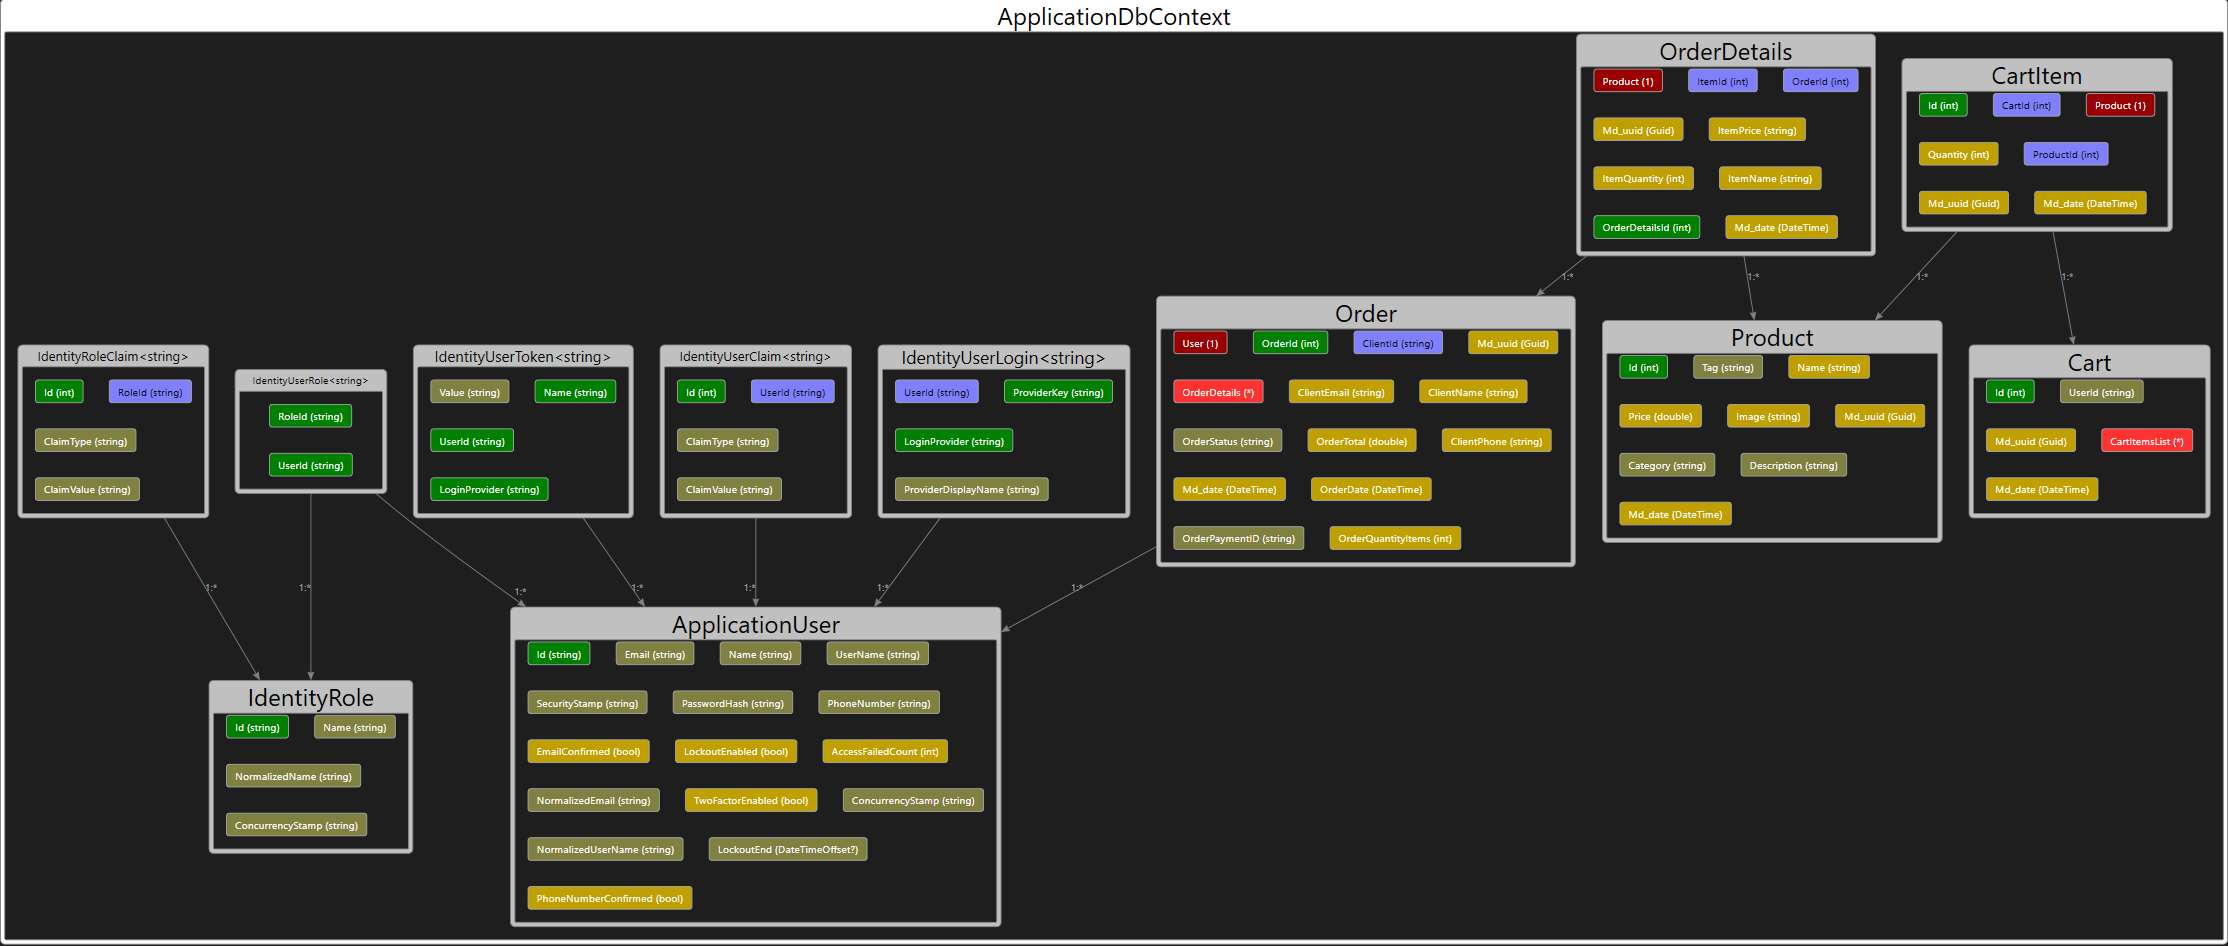 ApplicationDbContext
OrderDetails
Product (1) ItemId (int) OrderId (int)
Md_uuid (Guid) ItemPrice (string)
ItemQuantity (int) ItemName (string)
OrderDetailsId (int) Md_date (DateTime)
CartItem
Id (int) CartId (int) Product (1)
Quantity (int) ProductId (int)
Md_uuid (Guid) Md_date (DateTime)
1:*
1:*
1:*
1:*
Order
User (1) OrderId (int) ClientId (string) Md_uuid (Guid)
OrderDetails (*) ClientEmail (string) ClientName (string)
OrderStatus (string) OrderTotal (double) ClientPhone (string)
Md_date (DateTime) OrderDate (DateTime)
OrderPaymentID (string) OrderQuantityItems (int)
Product
Id (int) Tag (string) Name (string)
Price (double) Image (string) Md_uuid (Guid)
Category (string) Description (string)
Md_date (DateTime)
Cart
Id (int) UserId (string)
Md_uuid (Guid) CartItemsList (*)
Md_date (DateTime)
IdentityRoleClaim<string>
Id (int) RoleId (string)
ClaimType (string)
ClaimValue (string)
IdentityUserRole<string>
RoleId (string)
UserId (string)
IdentityUserToken<string>
Value (string) Name (string)
UserId (string)
LoginProvider (string)
IdentityUserClaim<string>
Id (int) UserId (string)
ClaimType (string)
ClaimValue (string)
IdentityUserLogin<string>
UserId (string) ProviderKey (string)
LoginProvider (string)
ProviderDisplayName (string)
1:*
1:*
1:*
1:*
1:*
1:*
1:*
ApplicationUser
Id (string) Email (string) Name (string) UserName (string)
SecurityStamp (string) PasswordHash (string) PhoneNumber (string)
EmailConfirmed (bool) LockoutEnabled (bool) AccessFailedCount (int)
NormalizedEmail (string) TwoFactorEnabled (bool) ConcurrencyStamp (string)
NormalizedUserName (string) LockoutEnd (DateTimeOffset?)
PhoneNumberConfirmed (bool)
IdentityRole
Id (string) Name (string)
NormalizedName (string)
ConcurrencyStamp (string)